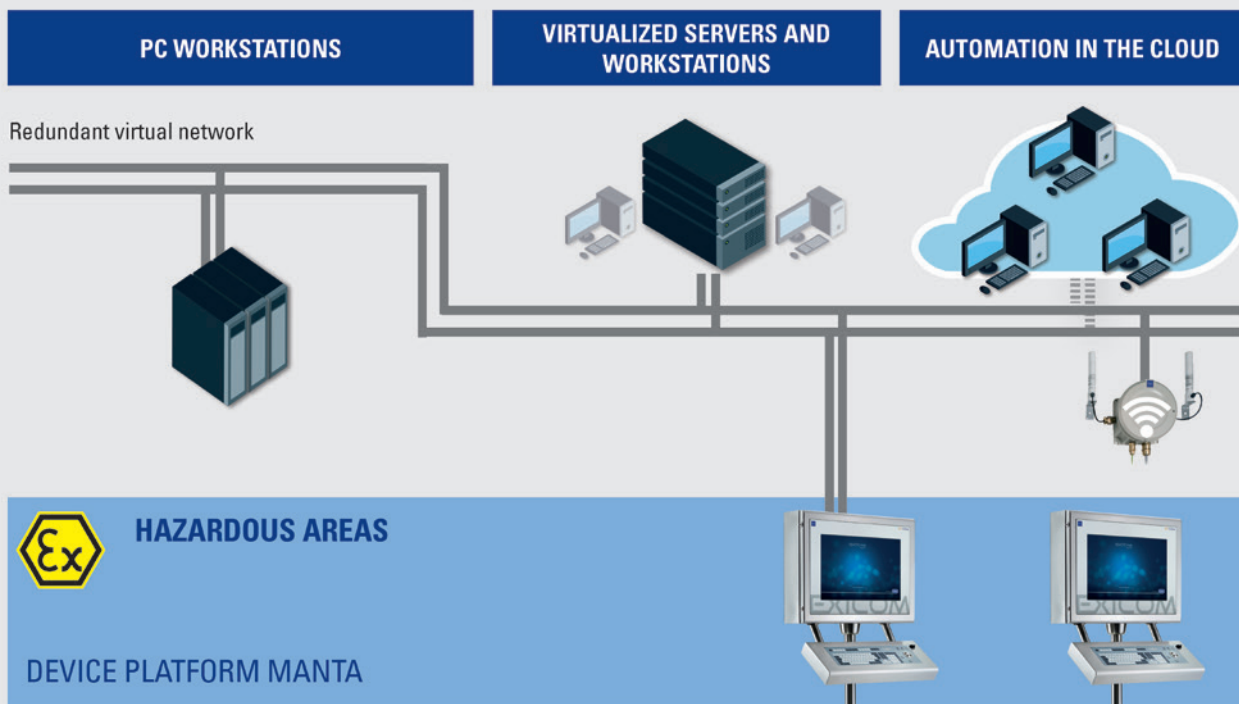 PC WORKSTATIONS
VIRTUALIZED SERVERS AND
WORKSTATIONS
AUTOMATION IN THE CLOUD
Redundant virtual network
Ex
HAZARDOUS AREAS
EXICOM
EXICOM
DEVICE PLATFORM MANTA